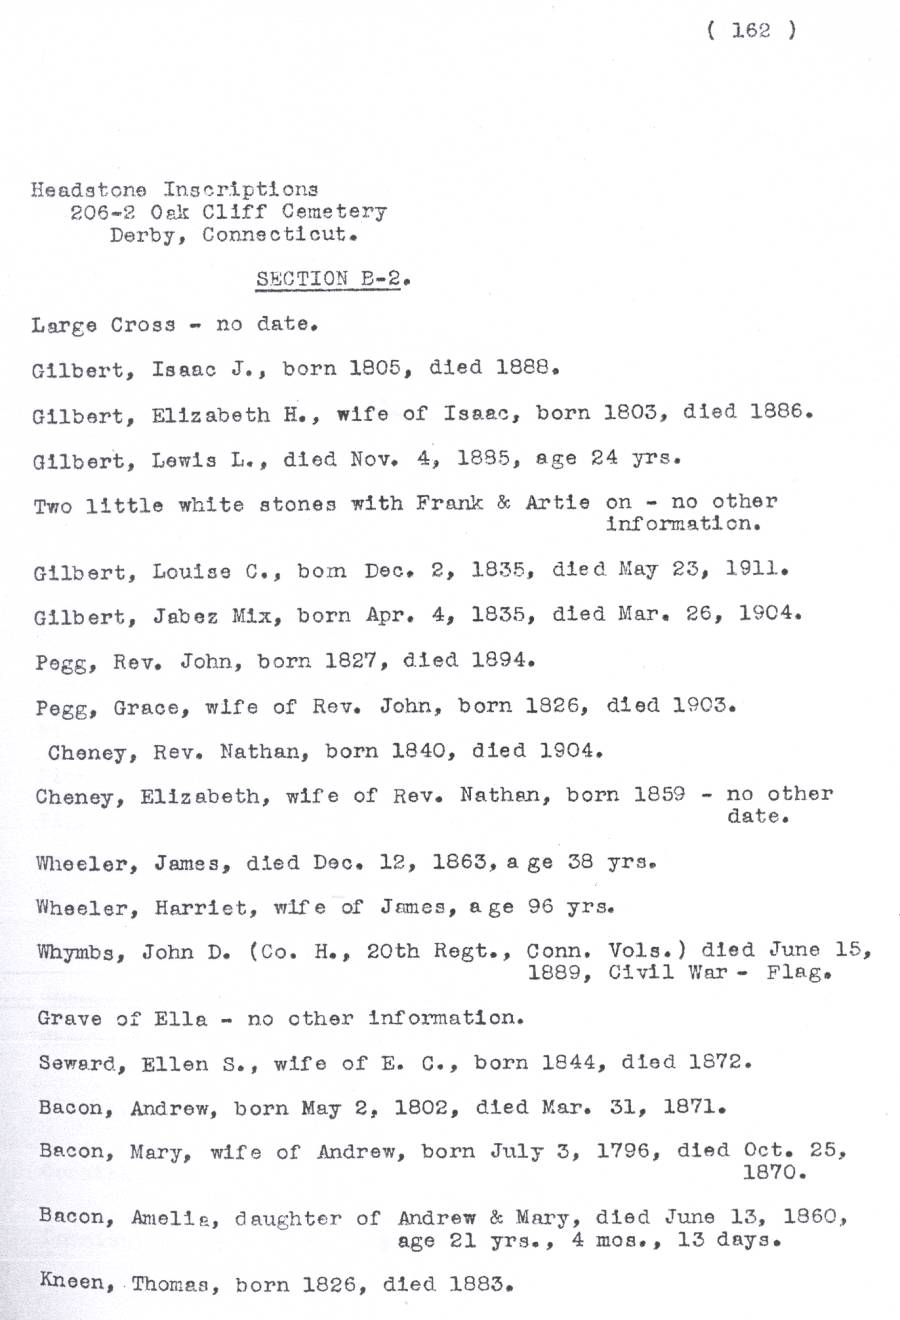 ( 162 )
Headstone Inscriptions
206-2 Oak Cliff Cemetery
Derby, Connecticut.
SECTION B-2.
Large Cross - no date.
Gilbert, Isaac J., born 1805, died 1888.
Gilbert, Elizabeth H., wife of Isaac, born 1803, died 1886.
Gilbert, Lewis L., died Nov. 4, 1885, age 24 yrs.
Two little white stones with Frank & Artie on - no other
information.
Gilbert, Louise C., born Dec. 2, 1835, died May 23, 1911.
Gilbert, Jabez Mix, born Apr. 4, 1835, died Mar. 26, 1904.
Pegg, Rev. John, born 1827, died 1894.
Pegg, Grace, wife of Rev. John, born 1826, died 1903.
Cheney, Rev. Nathan, born 1840, died 1904.
Cheney, Elizabeth, wife of Rev. Nathan, born 1859 - no other
date.
Wheeler, James, died Dec. 12, 1863, age 38 yrs.
Wheeler, Harriet, wife of James, age 96 yrs.
Whymbs, John D. (Co. H., 20th Regt., Conn. Vols.) died June 15,
1889, Civil War - Flag.
Grave of Ella - no other information.
Seward, Ellen S., wife of E. C., born 1844, died 1872.
Bacon, Andrew, born May 2, 1802, died Mar. 31, 1871.
Bacon, Mary, wife of Andrew, born July 3, 1796, died Oct. 25,
1870.
Bacon, Amelia, daughter of Andrew & Mary, died June 13, 1860,
age 21 yrs., 4 mos., 13 days.
Kneen, Thomas, born 1826, died 1883.